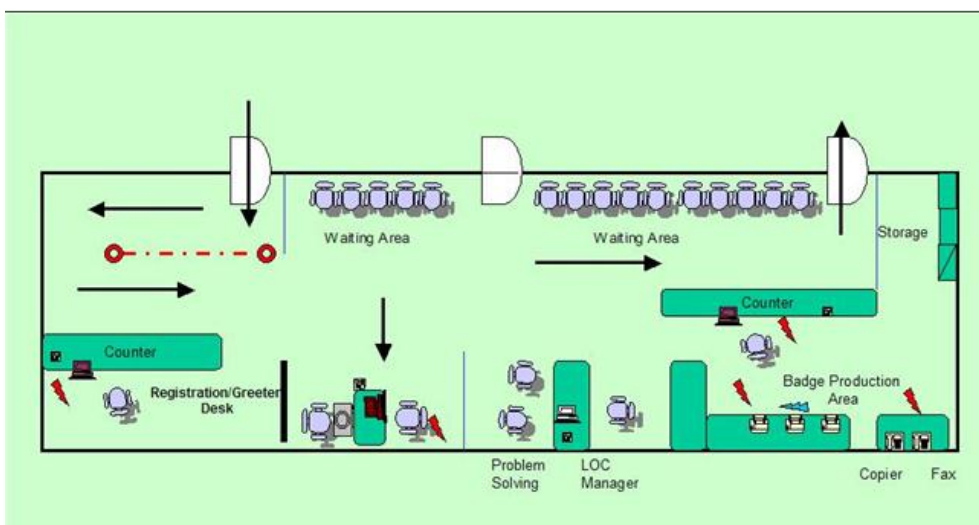 Waiting Area
Waiting Area
Storage
Counter
Counter
Registration/Greeter
Desk
Badge Production
Area
Problem
Solving
LOC
Manager
Copier
Fax